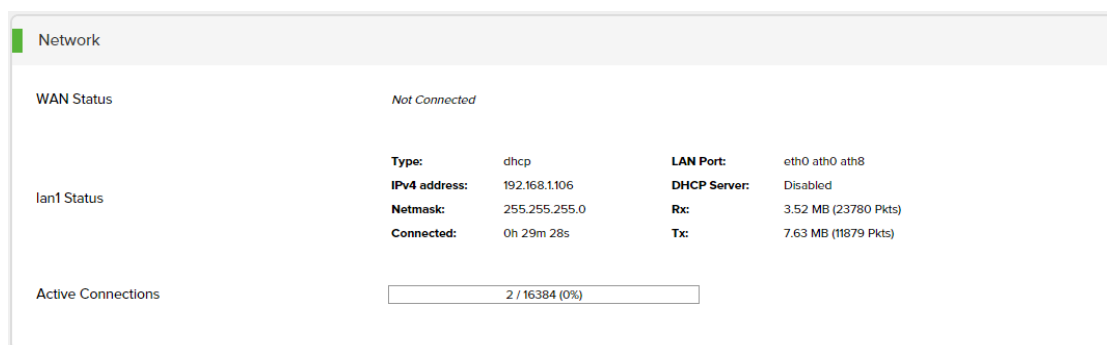 Network
WAN Status Not Connected
Type: dhcp LAN Port: eth0 ath0 ath8
IPv4 address: 192.168.1.106 DHCP Server: Disabled
lan1 Status
Netmask: 255.255.255.0 Rx: 3.52 MB (23780 Pkts)
Connected: 0h 29m 28s Tx: 7.63 MB (11879 Pkts)
Active Connections 2 / 16384 (0%)